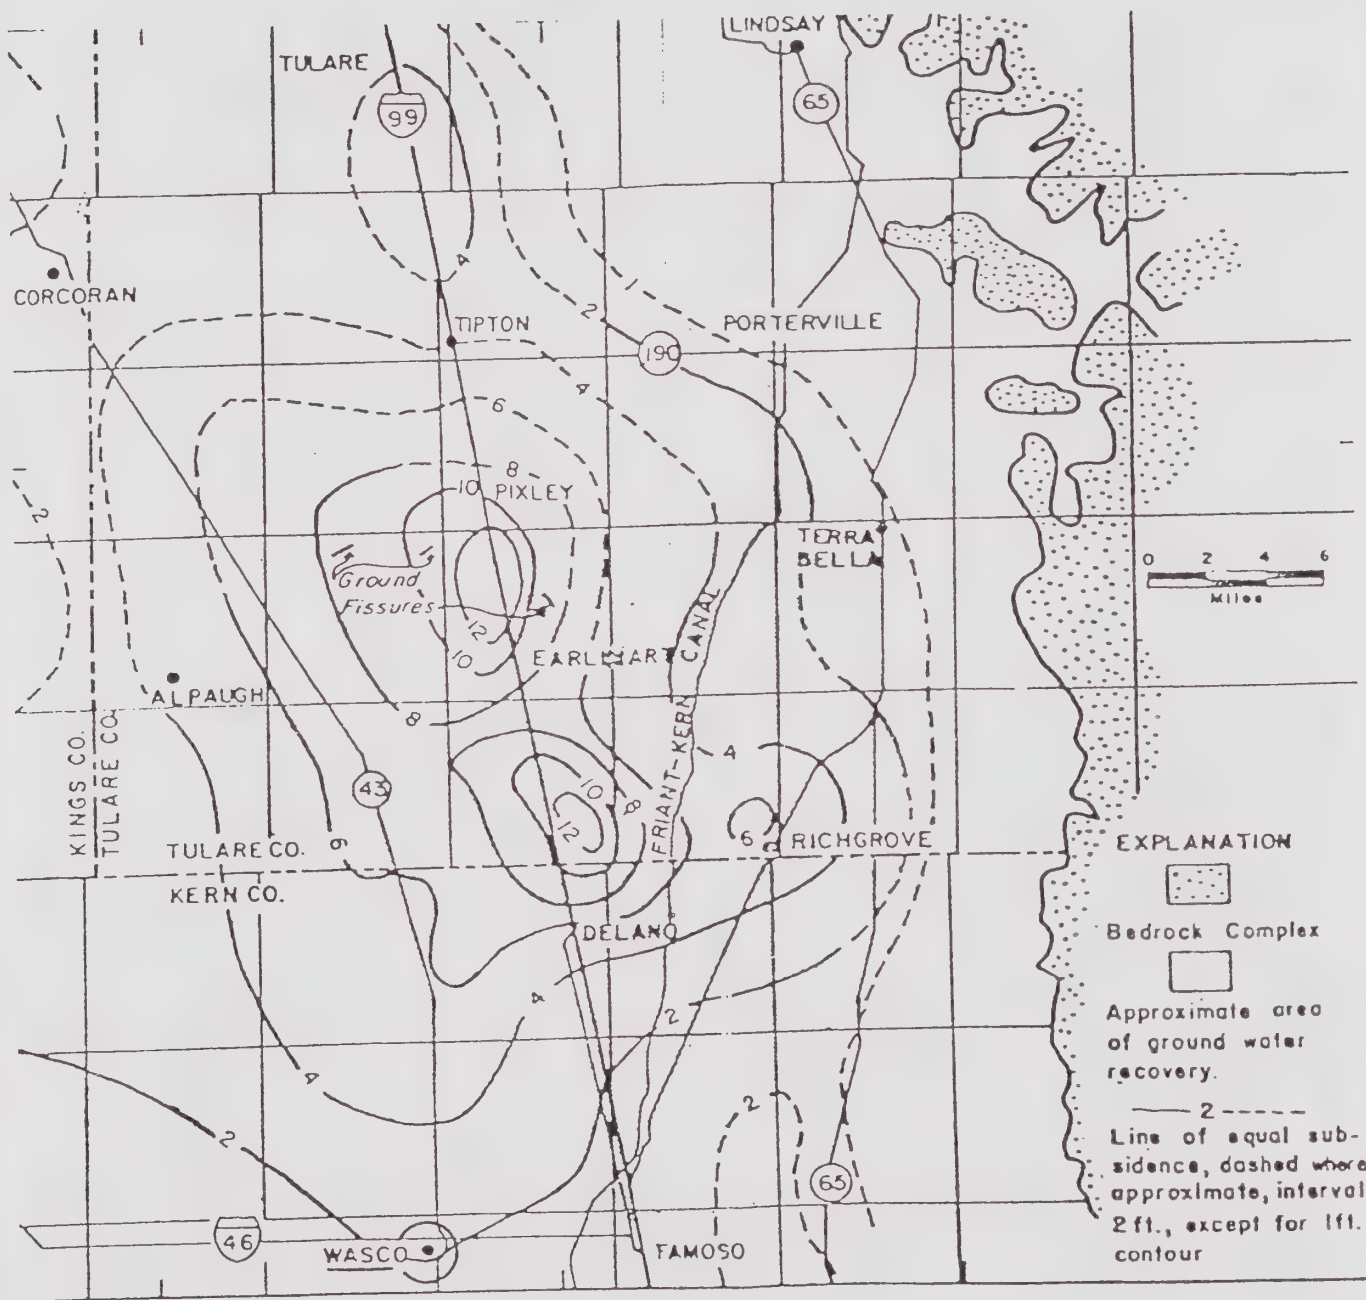 LINDSAY
TULARE
99
65
4
CORCORAN
TIPTON
1
2
PORTERVILLE
190
4
6
8
10
PIXLEY
2
TERRA
BELLA
0 2 4 6
Miles
Ground
Fissures
12
10
EARLIMART
FRIANT-KERN CANAL
ALPAUGH
8
4
KINGS CO.
TULARE CO.
43
10
8
12
6
6
RICHGROVE
TULARE CO.
KERN CO.
EXPLANATION
Bedrock Complex
DELANO
4
2
Approximate area
of ground water
recovery.
4
2
2
2
Line of equal sub-
sidence, dashed where
approximate, interval
2 ft., except for 1ft.
contour
65
46
WASCO
FAMOSO